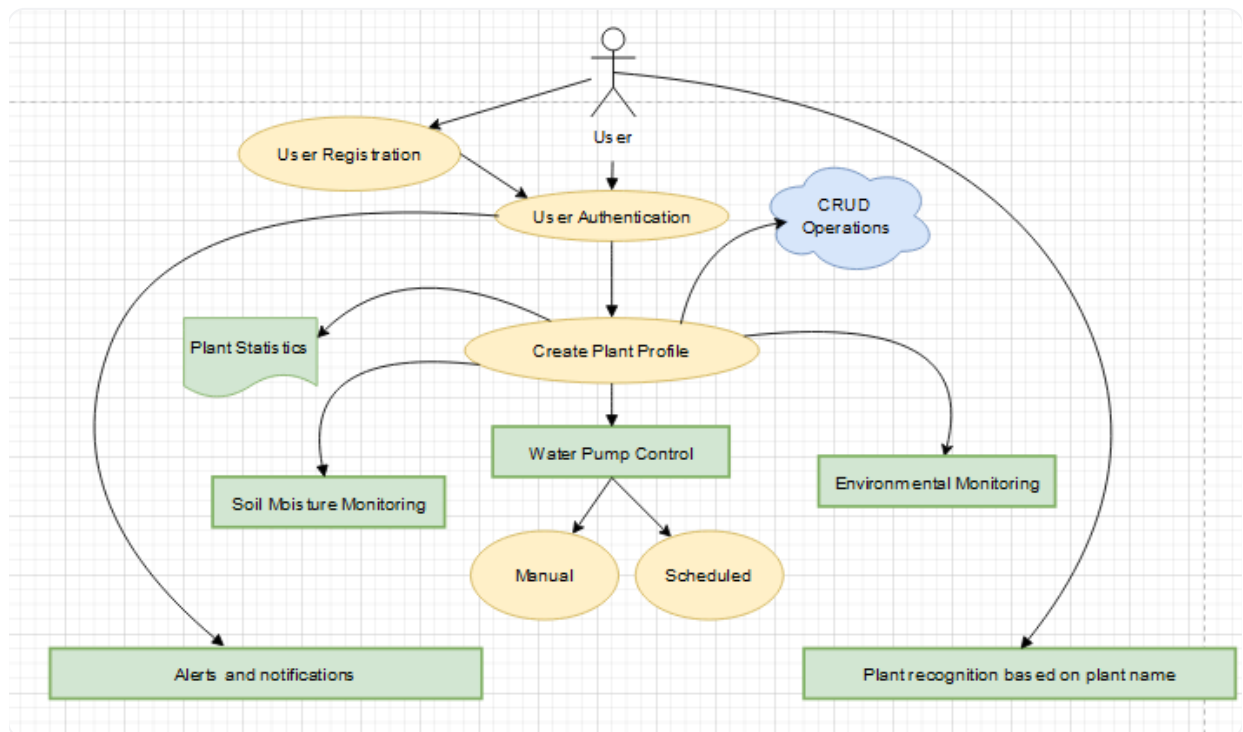 User
User Registration
User Authentication
CRUD
Operations
Plant Statistics
Create Plant Profile
Water Pump Control
Soil Moisture Monitoring
Environmental Monitoring
Manual
Scheduled
Alerts and notifications
Plant recognition based on plant name